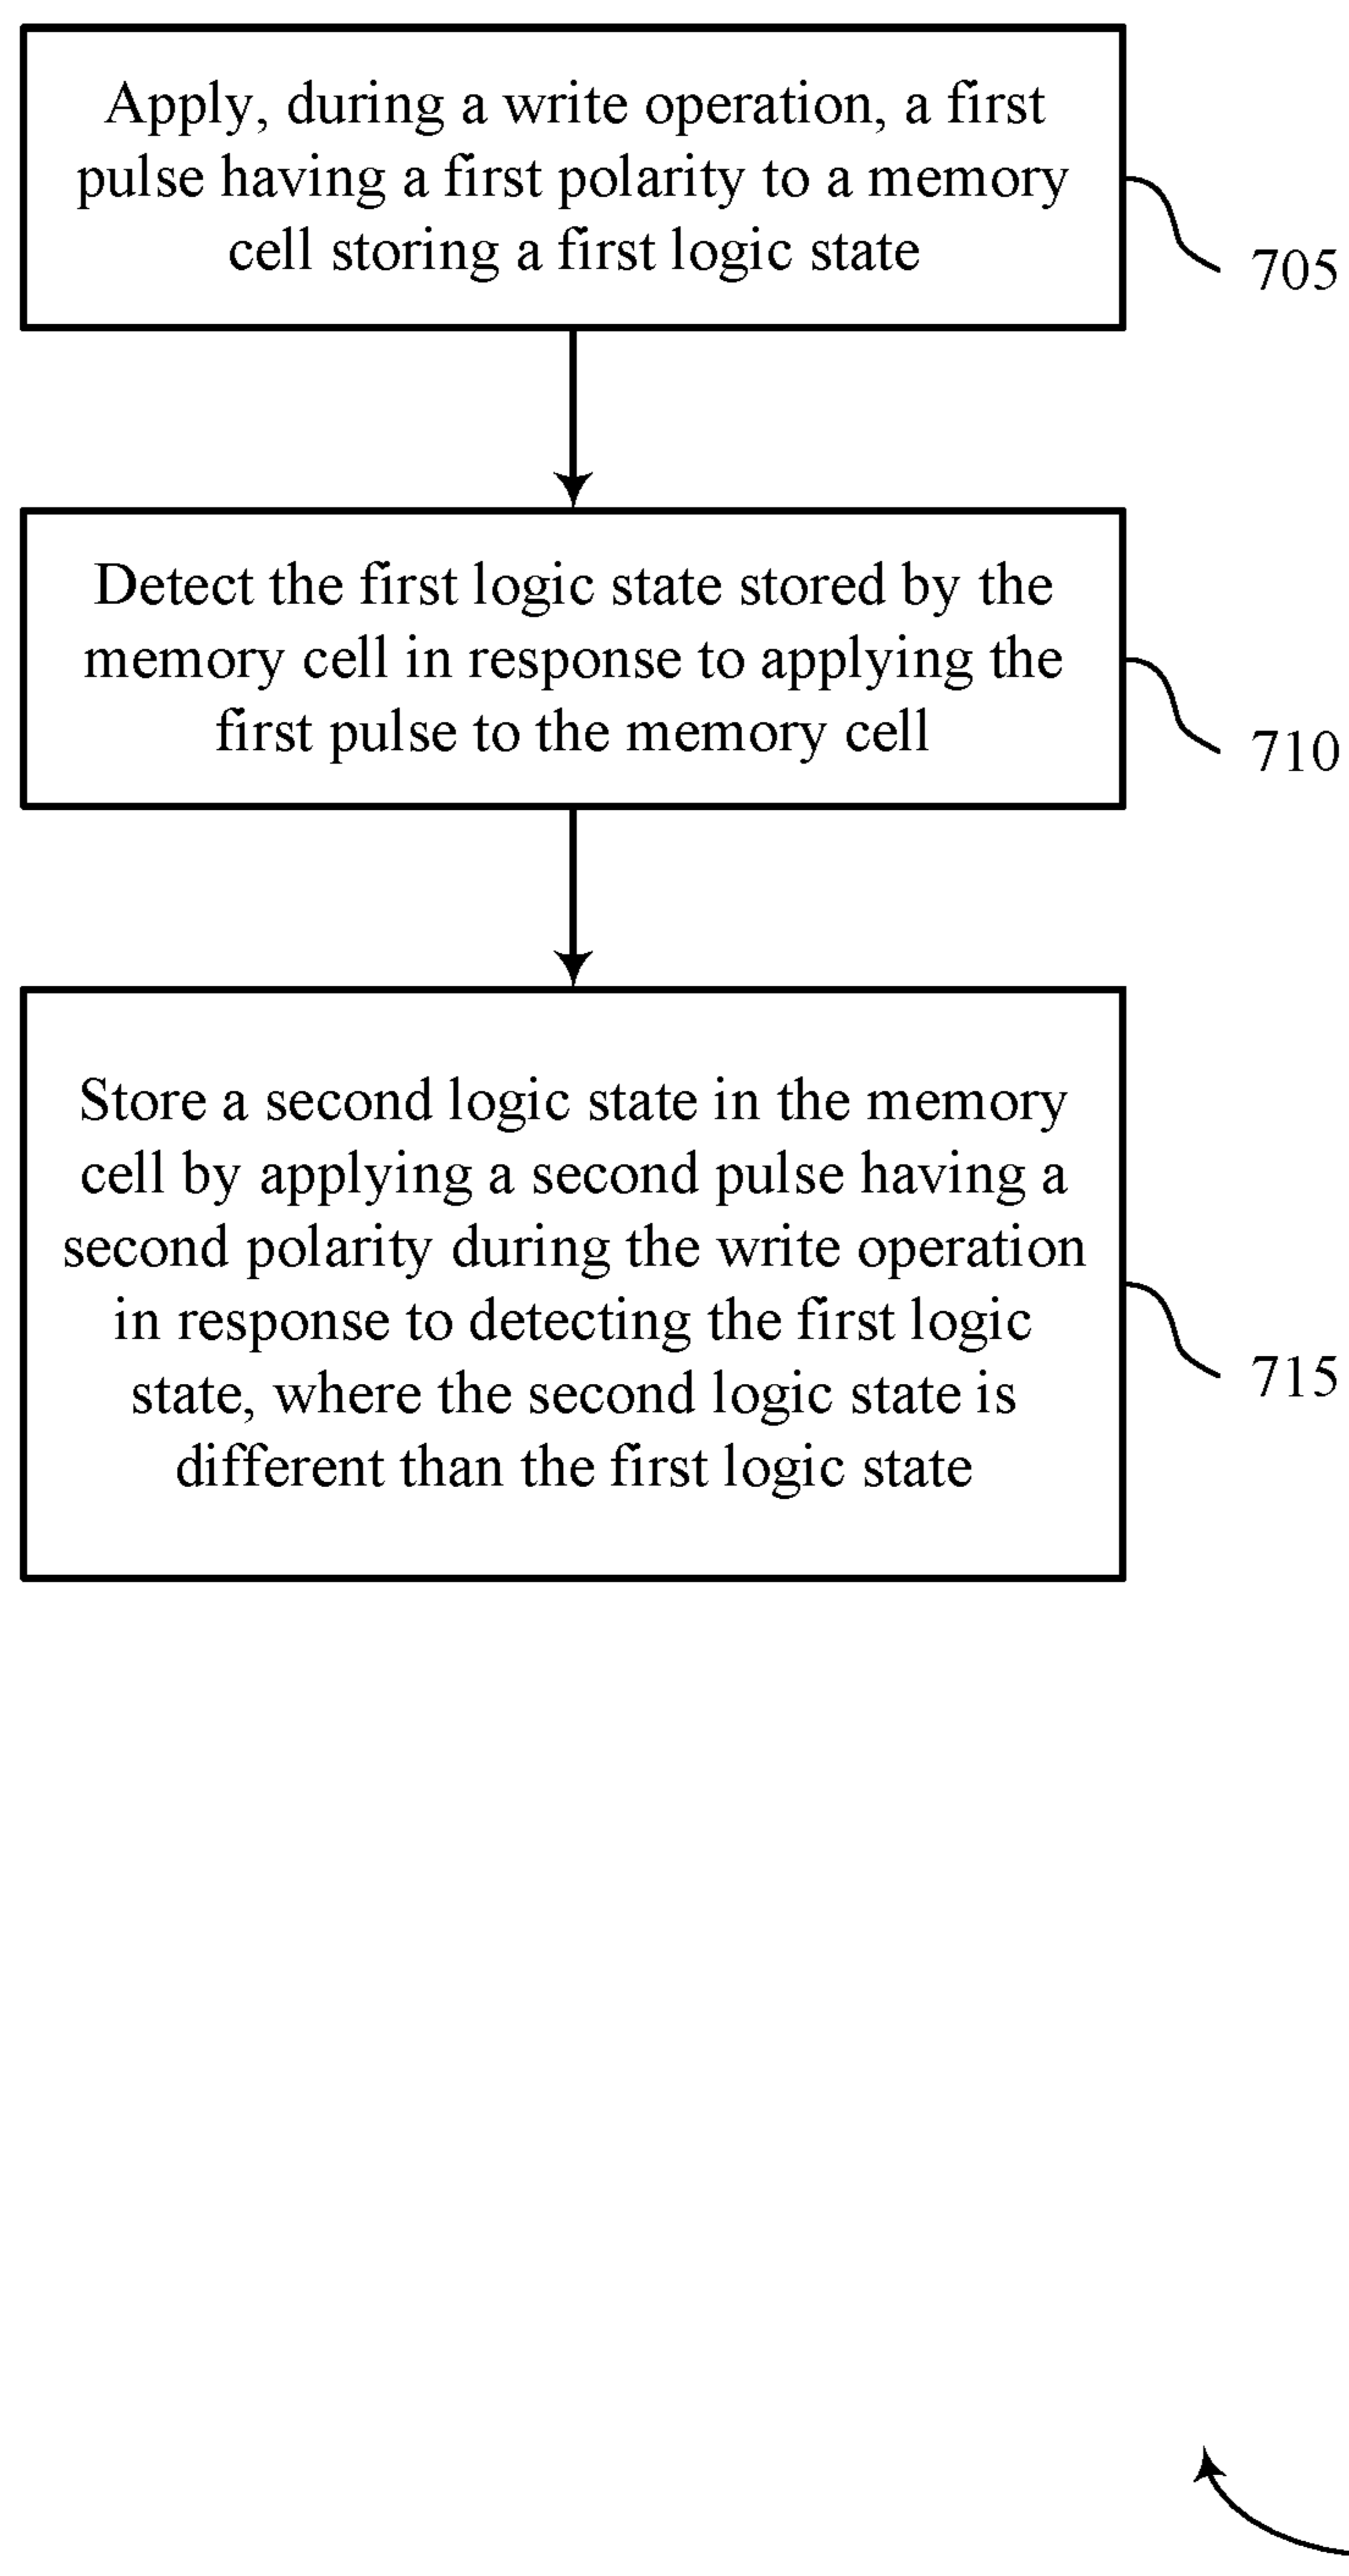 Apply, during a write operation, a first
pulse having a first polarity to a memory
cell storing a first logic state
705
Detect the first logic state stored by the
memory cell in response to applying the
first pulse to the memory cell
710
Store a second logic state in the memory
cell by applying a second pulse having a
second polarity during the write operation
in response to detecting the first logic
state, where the second logic state is
different than the first logic state
715